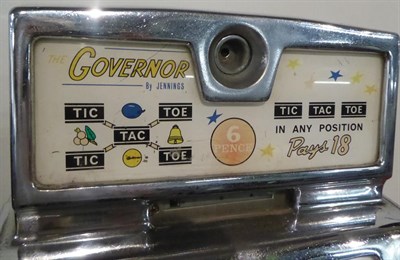 THE GOVERNOR
By JENNINGS
TIC TOE
TAC
TIC TOE
6
PENCE
TIC TAC TOE
IN ANY POSITION
Pays 18